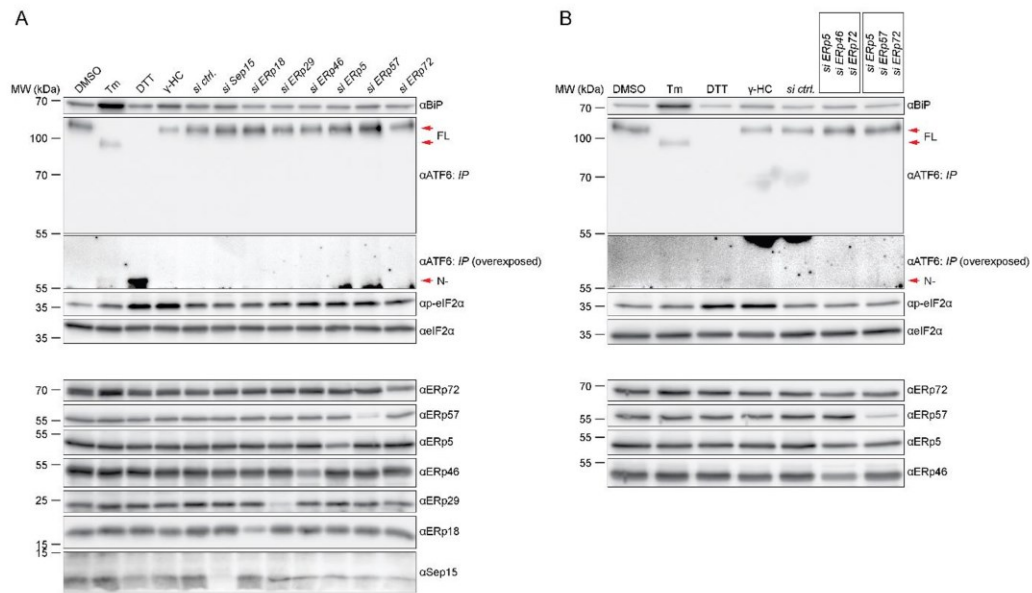 A
MW (kDa)
DMSO
Tm
DTT
γ-HC
si ctrl.
si Sep15
si ERp18
si ERp29
si ERp46
si ERp5
si ERp57
si ERp72
70
αBiP
100
FL
70
αATF6: IP
55
αATF6: IP (overexposed)
55
N-
35
αp-eIF2α
35
αeIF2α
70
αERp72
55
αERp57
55
αERp5
55
αERp46
25
αERp29
αERp18
15
15
αSep15
B
MW (kDa)
DMSO
Tm
DTT
γ-HC
si ctrl.
si ERp5
si ERp46
si ERp72
si ERp5
si ERp57
si ERp72
70
αBiP
100
FL
70
αATF6: IP
55
αATF6: IP (overexposed)
55
N-
35
αp-eIF2α
35
αeIF2α
70
αERp72
55
αERp57
55
αERp5
55
αERp46